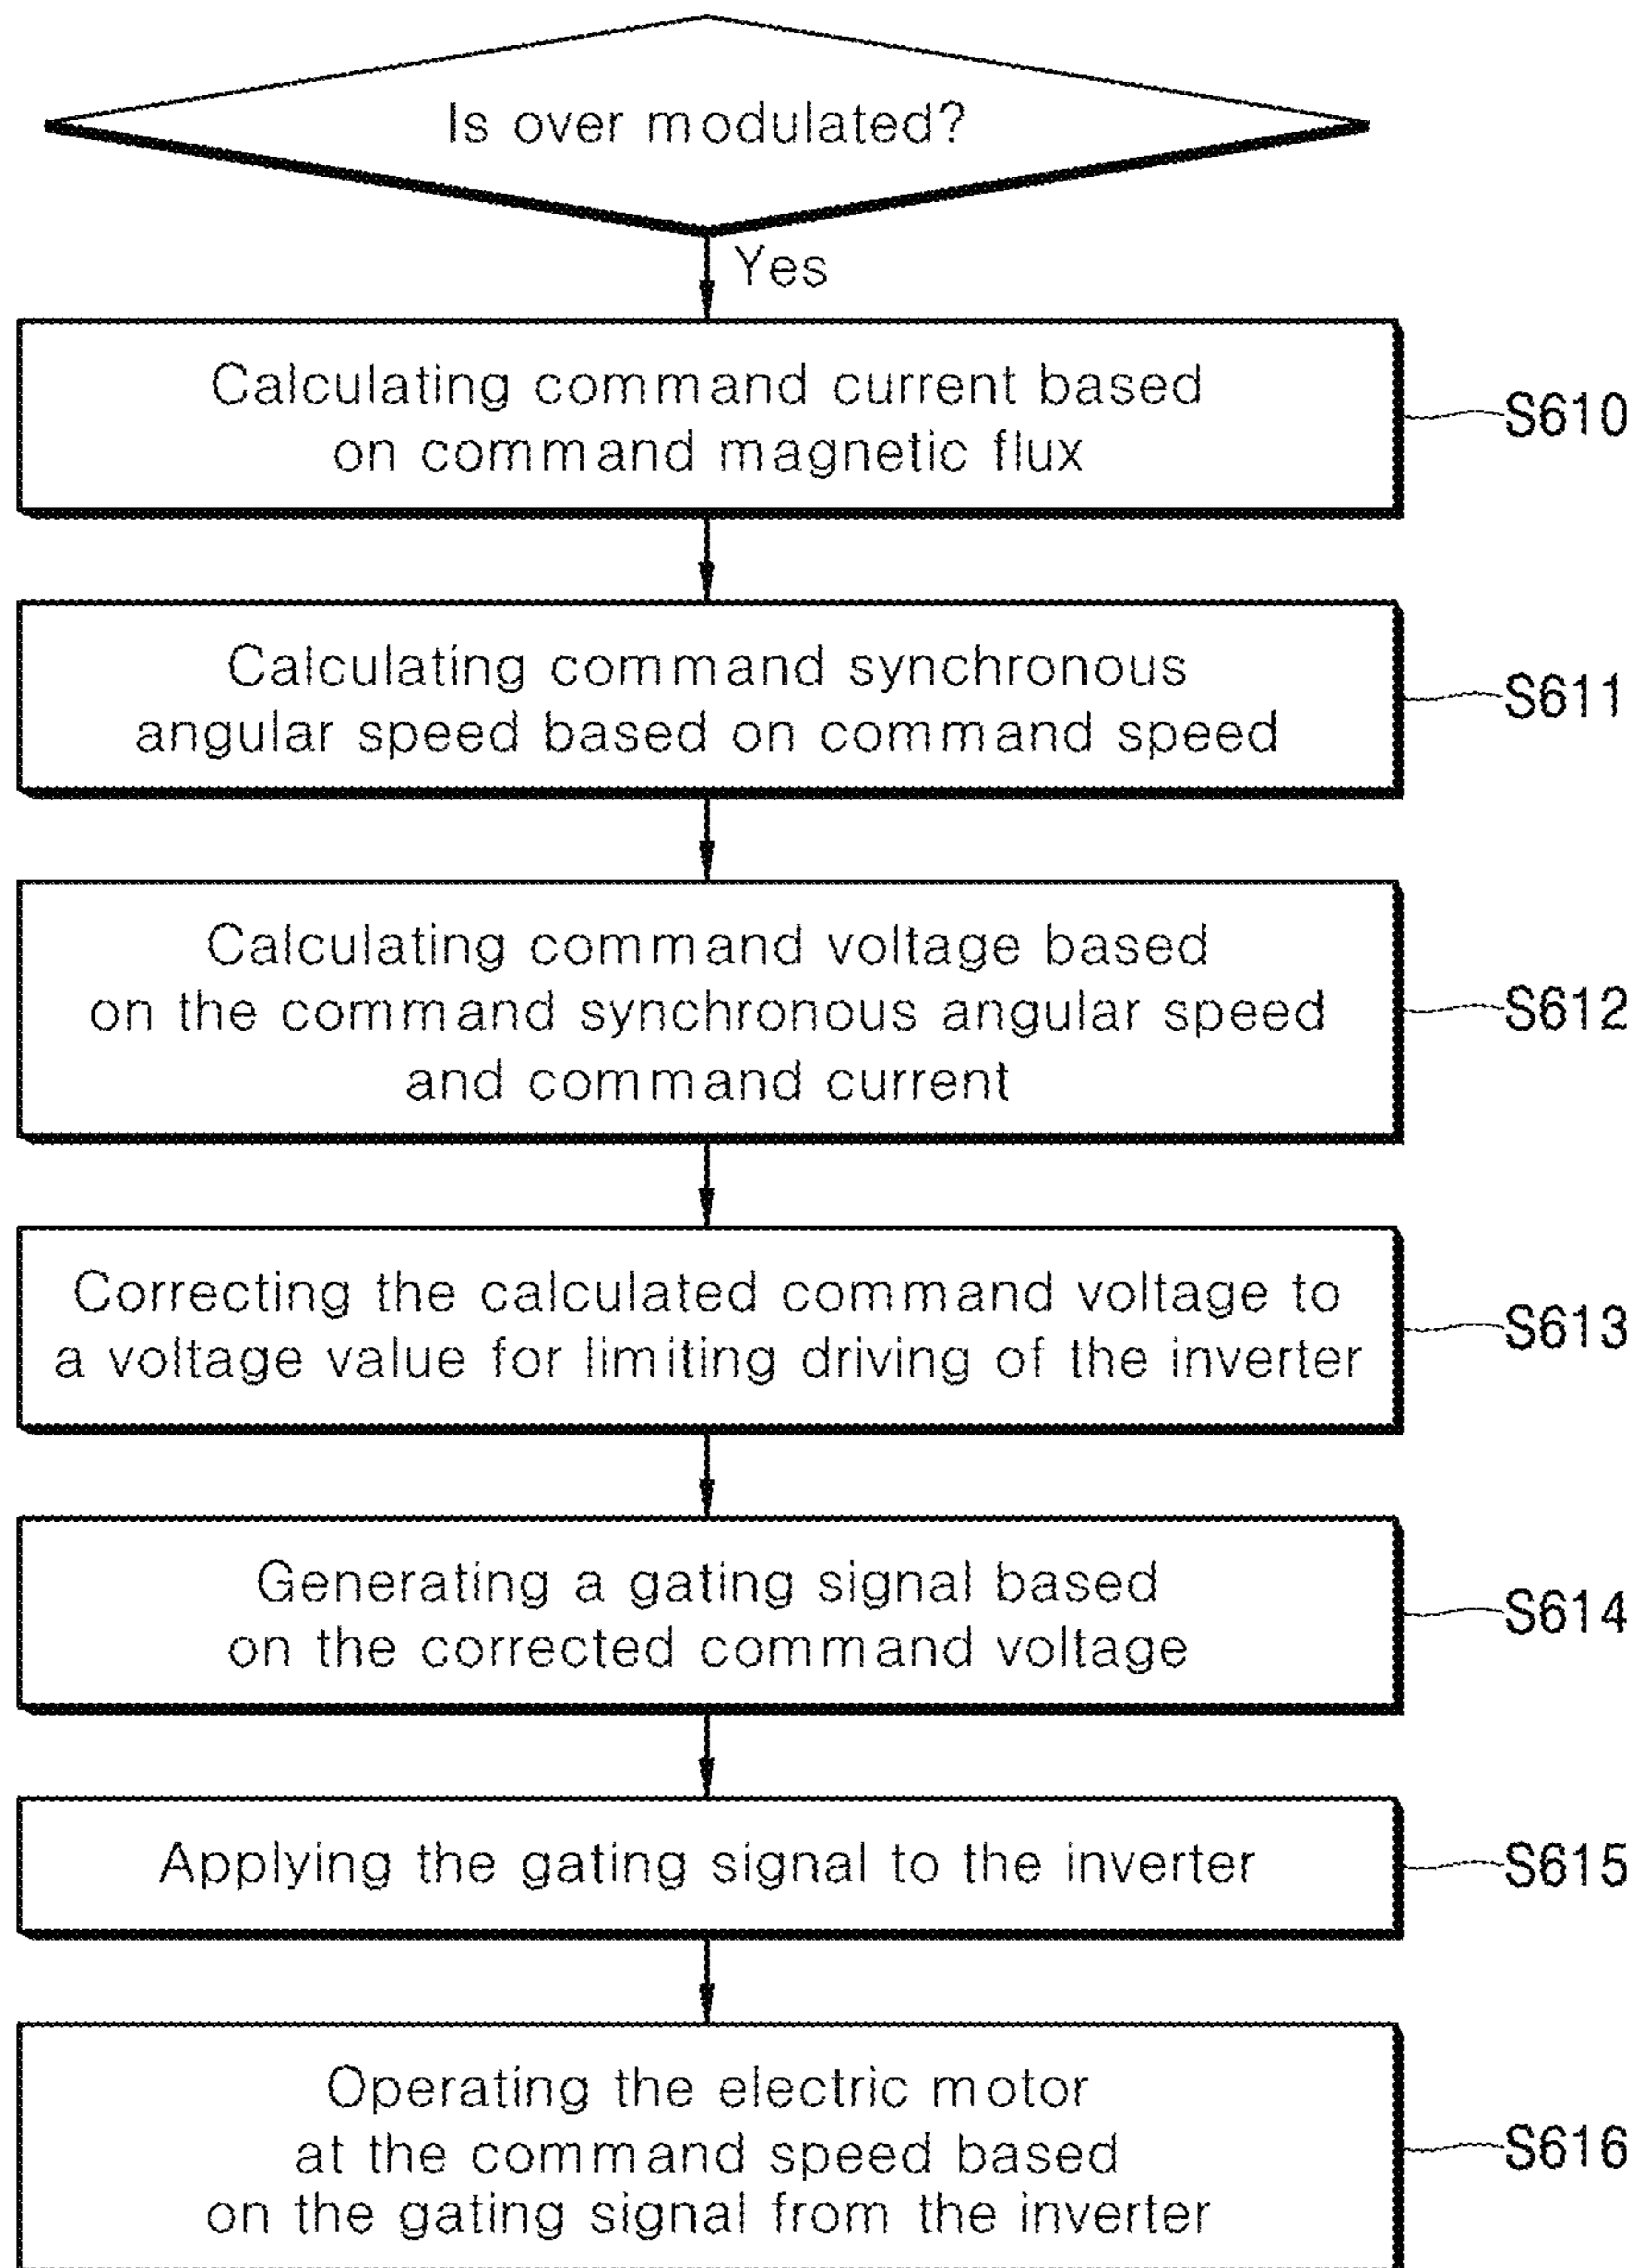 Is over modulated?
Yes
Calculating command current based
on command magnetic flux
S610
Calculating command synchronous
angular speed based on command speed
S611
Calculating command voltage based
on the command synchronous angular speed
and command current
S612
Correcting the calculated command voltage to
a voltage value for limiting driving of the inverter
S613
Generating a gating signal based
on the corrected command voltage
S614
Applying the gating signal to the inverter
S615
Operating the electric motor
at the command speed based
on the gating signal from the inverter
S616